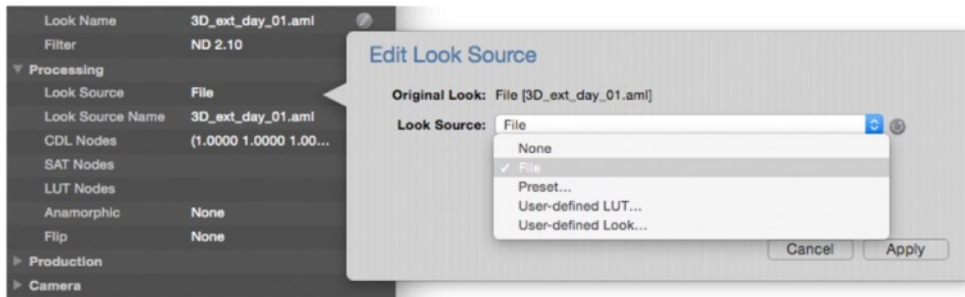 Look Name 3D_ext_day_01.aml
Filter ND 2.10
Processing
Look Source File
Look Source Name 3D_ext_day_01.aml
CDL Nodes (1.0000 1.0000 1.00...
SAT Nodes
LUT Nodes
Anamorphic None
Flip None
Production
Camera
Edit Look Source
Original Look: File [3D_ext_day_01.aml]
Look Source: File
None
✓ File
Preset...
User-defined LUT...
User-defined Look...
Cancel Apply